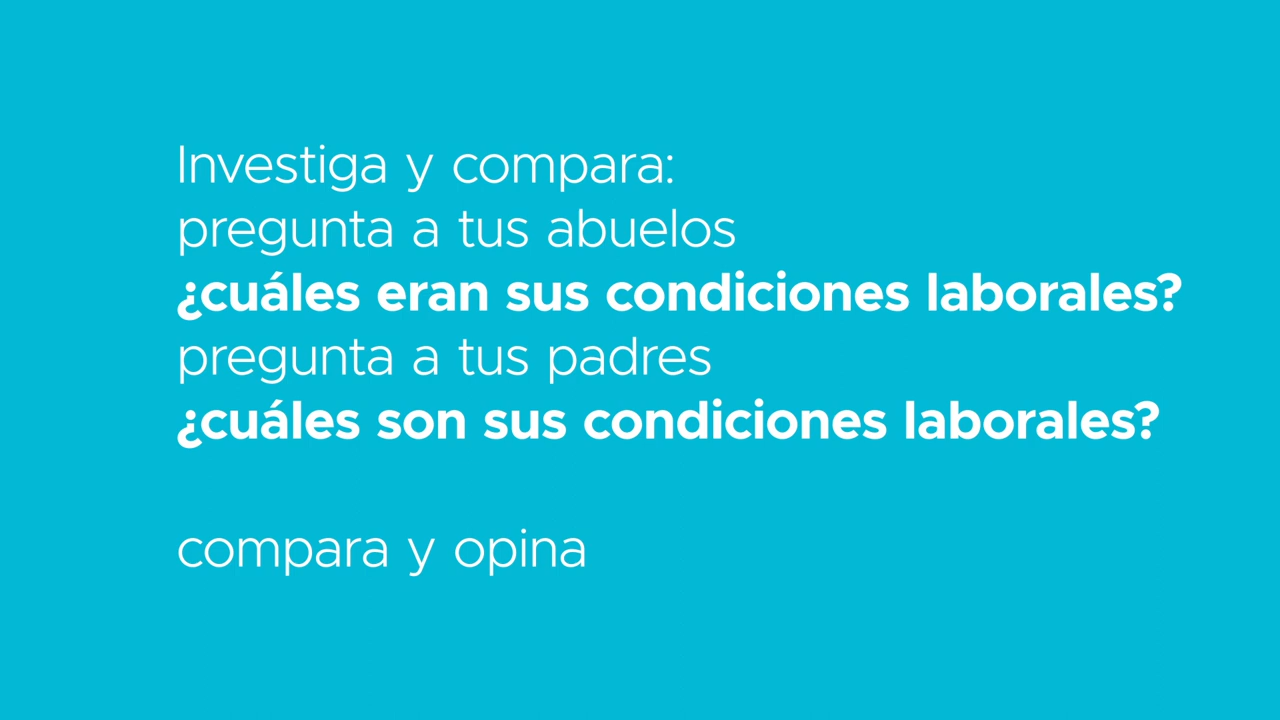 Investiga y compara:
pregunta a tus abuelos
¿cuáles eran sus condiciones laborales?
pregunta a tus padres
¿cuáles son sus condiciones laborales?
compara y opina